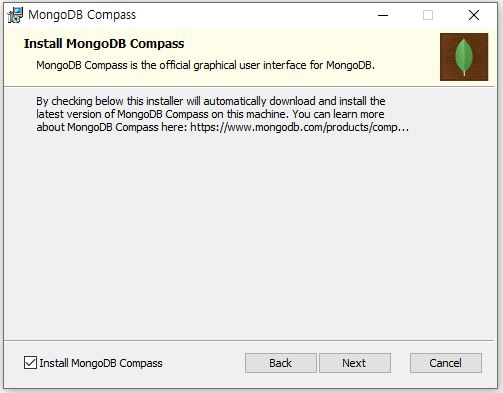 MongoDB Compass
Install MongoDB Compass
MongoDB Compass is the official graphical user interface for MongoDB.
By checking below this installer will automatically download and install the
latest version of MongoDB Compass on this machine. You can learn more
about MongoDB Compass here: https://www.mongodb.com/products/comp...
Install MongoDB Compass
Back
Next
Cancel